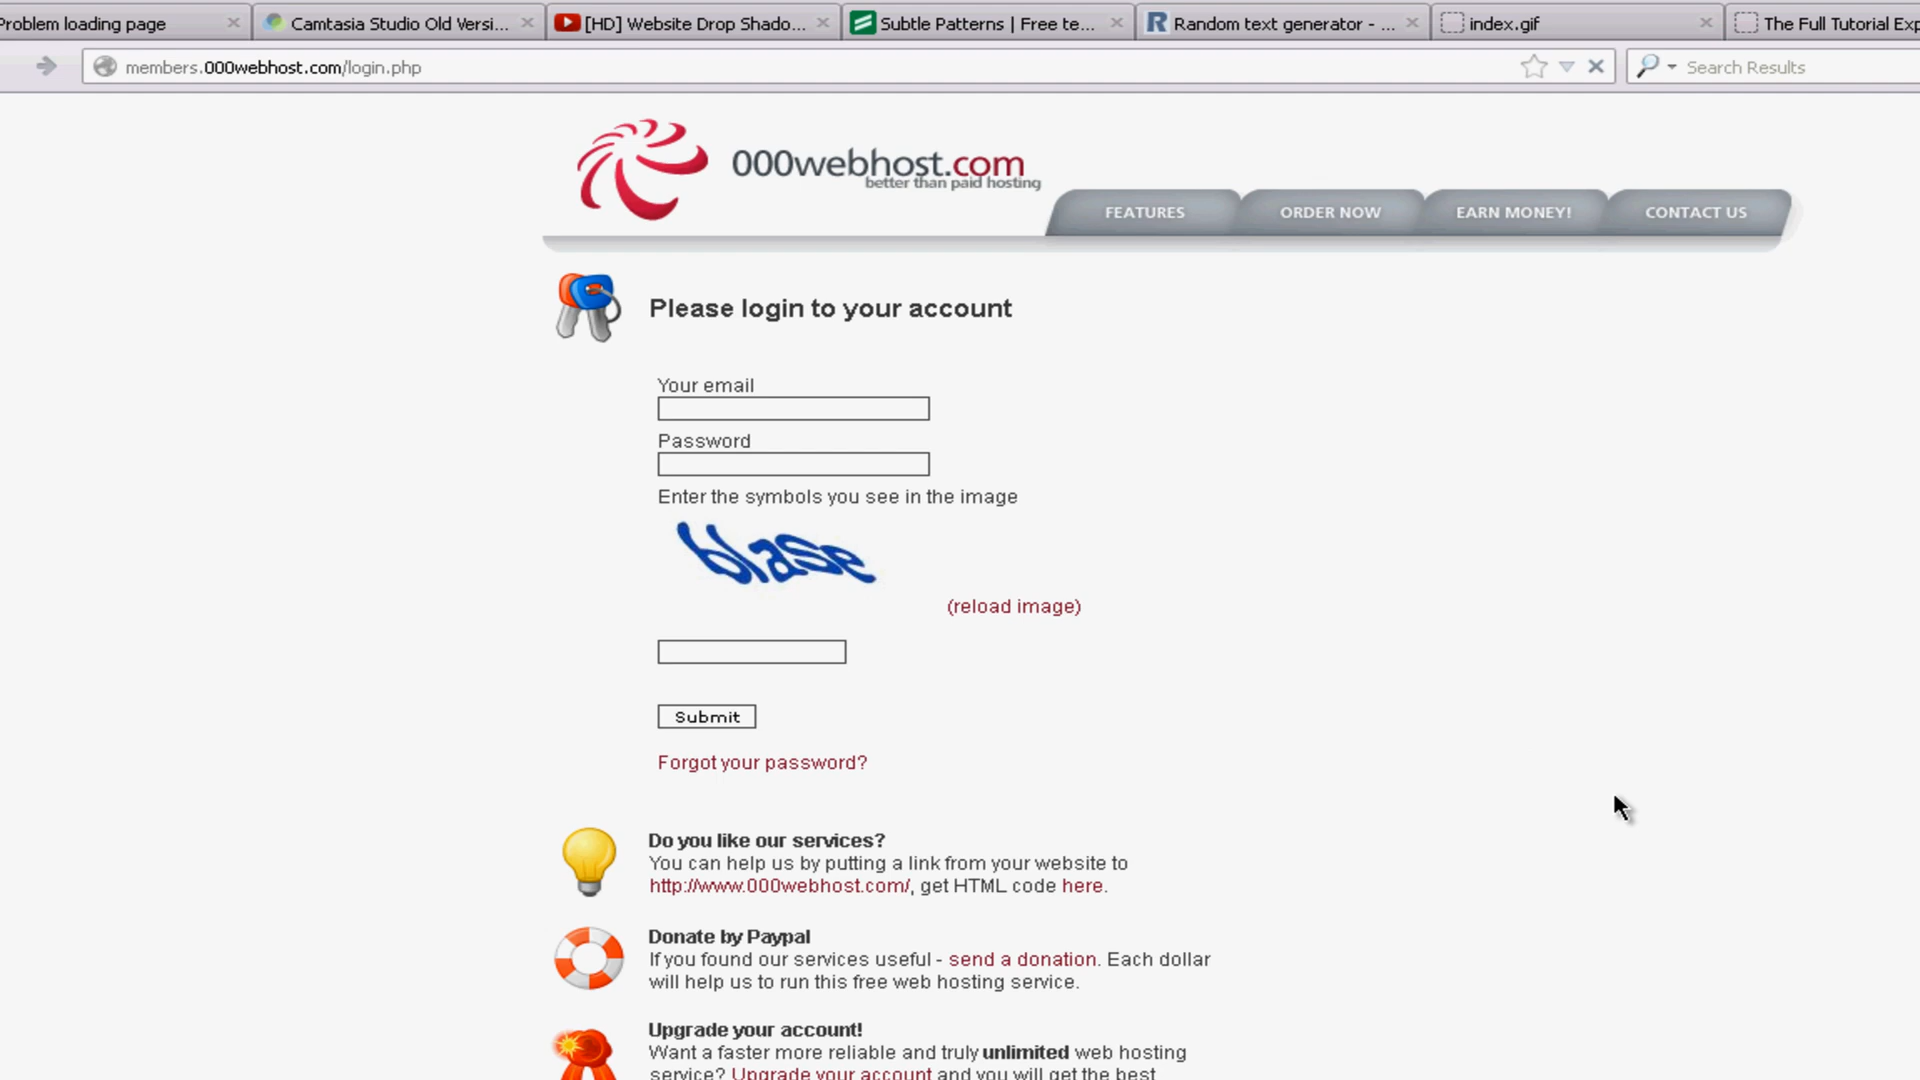 Problem loading page
Camtasia Studio Old Versi...
[HD] Website Drop Shado...
Subtle Patterns | Free te...
Random text generator - ...
index.gif
The Full Tutorial Exp
members.000webhost.com/login.php
Search Results
000webhost.com
better than paid hosting
FEATURES
ORDER NOW
EARN MONEY!
CONTACT US
Please login to your account
Your email
Password
Enter the symbols you see in the image
blase
(reload image)
Submit
Forgot your password?
Do you like our services?
You can help us by putting a link from your website to
http://www.000webhost.com/, get HTML code here.
Donate by Paypal
If you found our services useful - send a donation. Each dollar
will help us to run this free web hosting service.
Upgrade your account!
Want a faster more reliable and truly unlimited web hosting
service? Upgrade your account and you will get the best